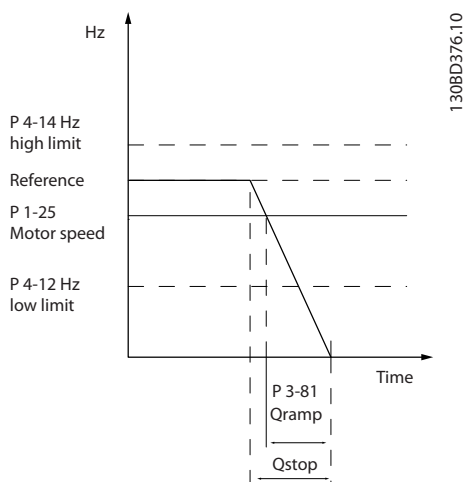 Hz
130BD376.10
P 4-14 Hz
high limit
Reference
P 1-25
Motor speed
P 4-12 Hz
low limit
Time
P 3-81
Qramp
Qstop